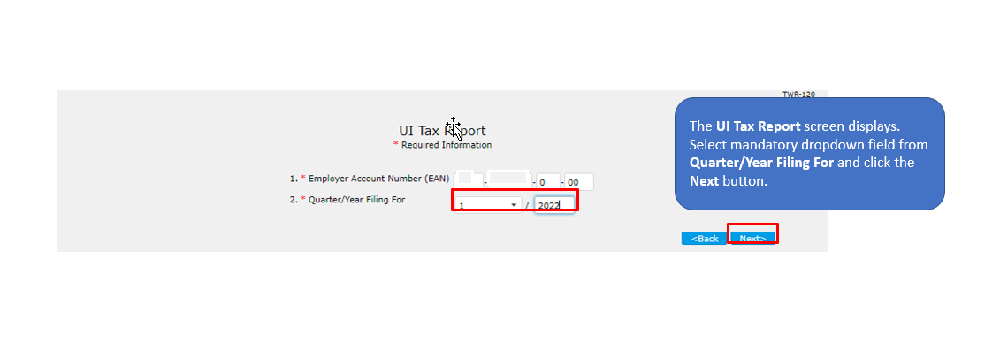 TWR-120
UI Tax Report
* Required Information
1. * Employer Account Number (EAN) - - 0 - 00
2. * Quarter/Year Filing For 1 / 2022
<Back Next>
The UI Tax Report screen displays.
Select mandatory dropdown field from
Quarter/Year Filing For and click the
Next button.